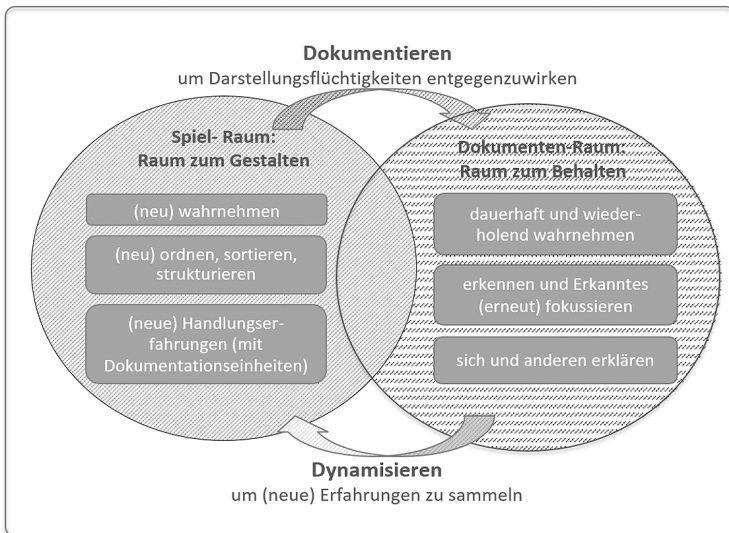 Dokumentieren
um Darstellungsflüchtigkeiten entgegenzuwirken
Spiel- Raum:
Raum zum Gestalten
(neu) wahrnehmen
(neu) ordnen, sortieren,
strukturieren
(neue) Handlungser-
fahrungen (mit
Dokumentationseinheiten)
Dokumenten-Raum:
Raum zum Behalten
dauerhaft und wieder-
holend wahrnehmen
erkennen und Erkanntes
(erneut) fokussieren
sich und anderen erklären
Dynamisieren
um (neue) Erfahrungen zu sammeln